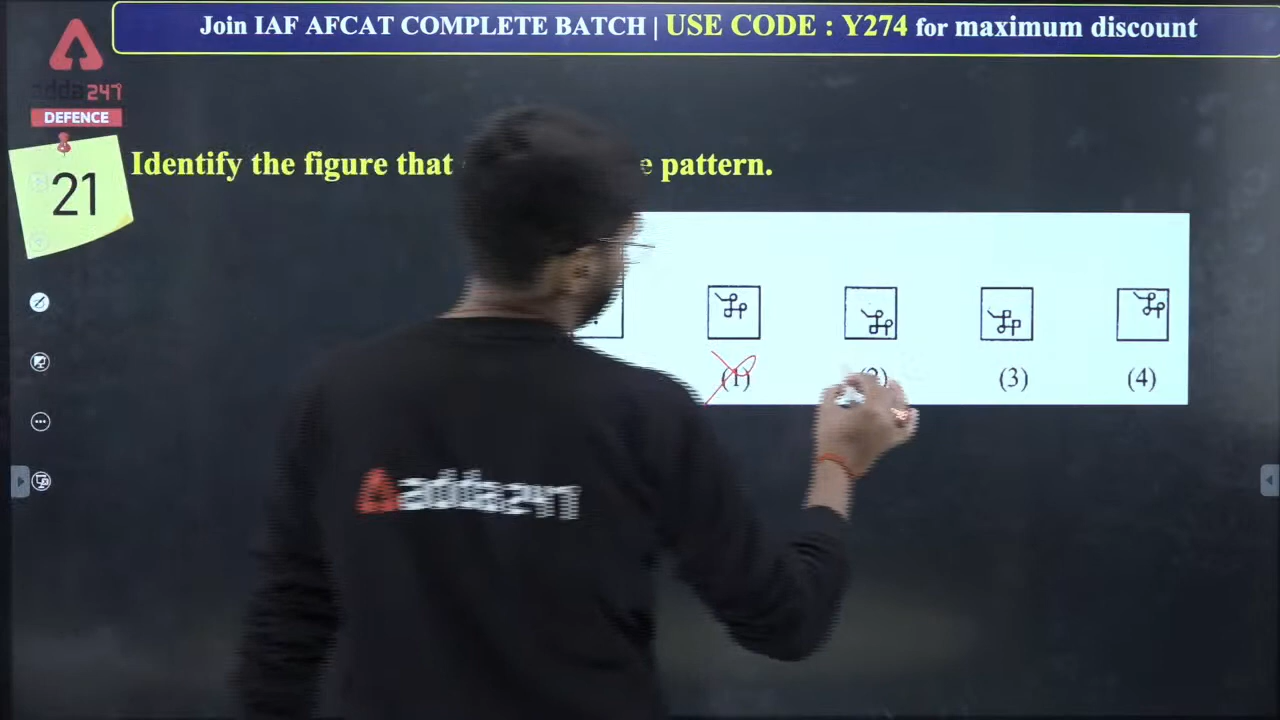 Join IAF AFCAT COMPLETE BATCH | USE CODE : Y274 for maximum discount
adda247
DEFENCE
21
Identify the figure that pattern.
(1) (2) (3) (4)
adda247